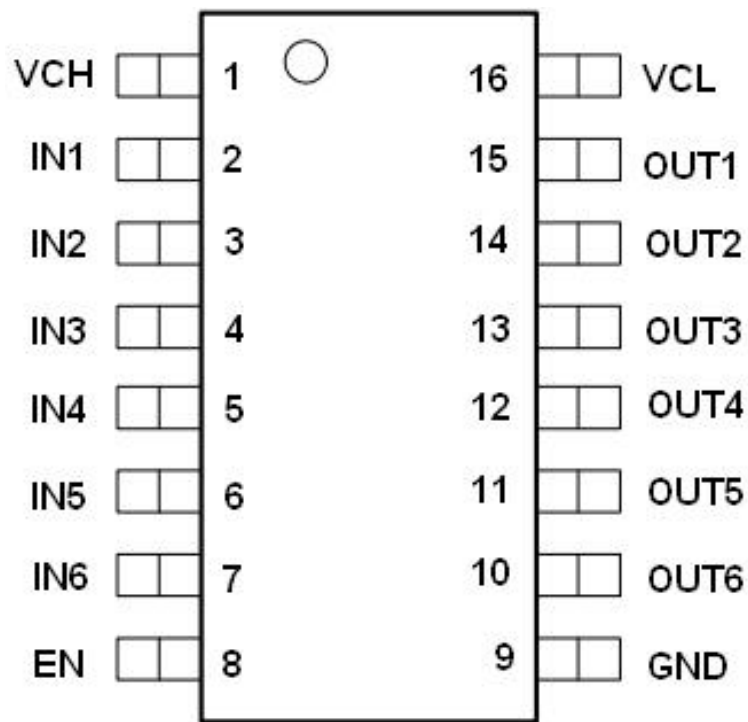 VCH 1 16 VCL
IN1 2 15 OUT1
IN2 3 14 OUT2
IN3 4 13 OUT3
IN4 5 12 OUT4
IN5 6 11 OUT5
IN6 7 10 OUT6
EN 8 9 GND